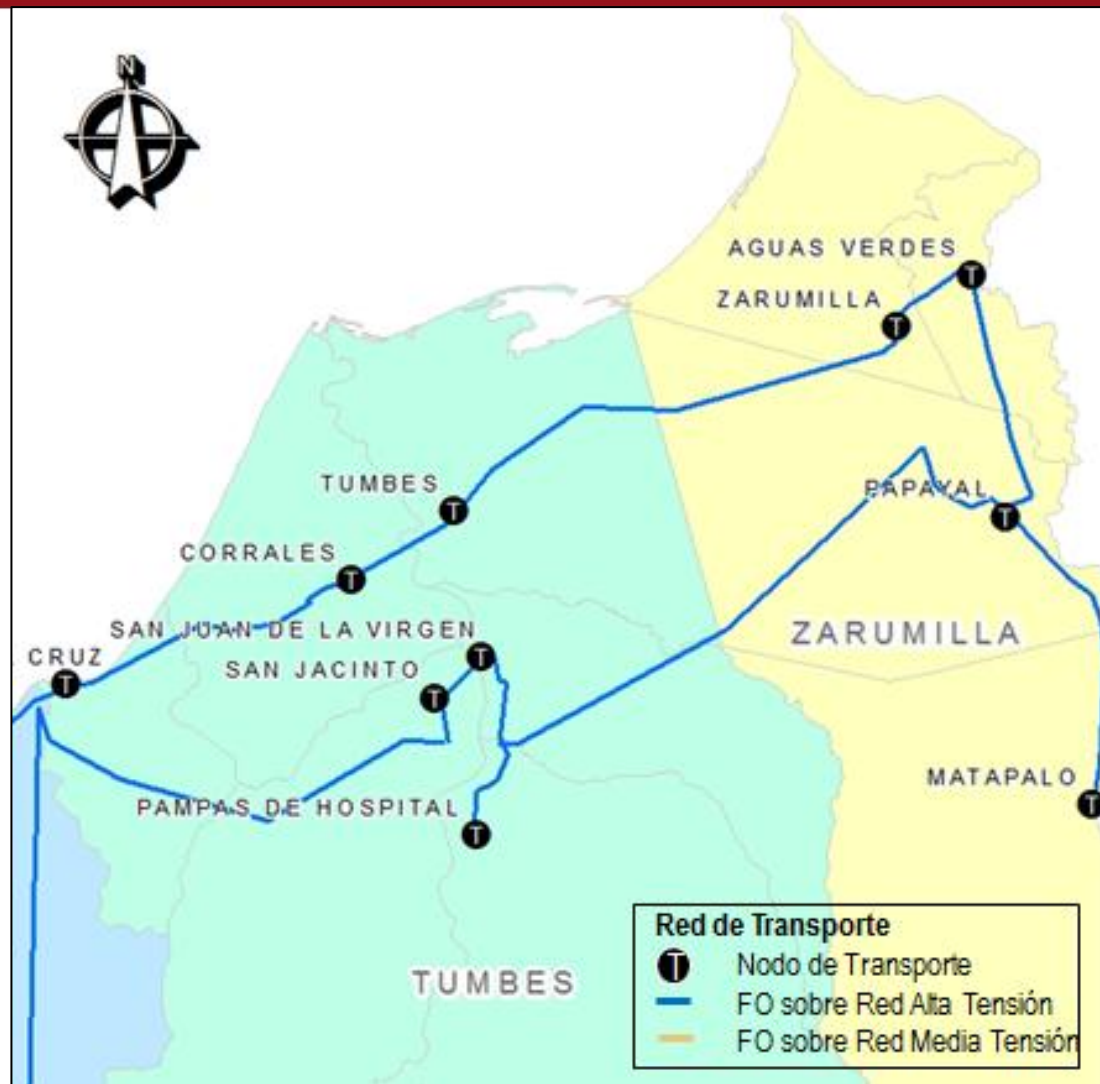 N
AGUAS VERDES
T
ZARUMILLA
T
TUMBES
T
PAPAYAL
T
CORRALES
T
SAN JUAN DE LA VIRGEN
T
ZARUMILLA
CRUZ
T
SAN JACINTO
T
MATAPALO
T
PAMPAS DE HOSPITAL
T
TUMBES
Red de Transporte
T Nodo de Transporte
FO sobre Red Alta Tensión
FO sobre Red Media Tensión